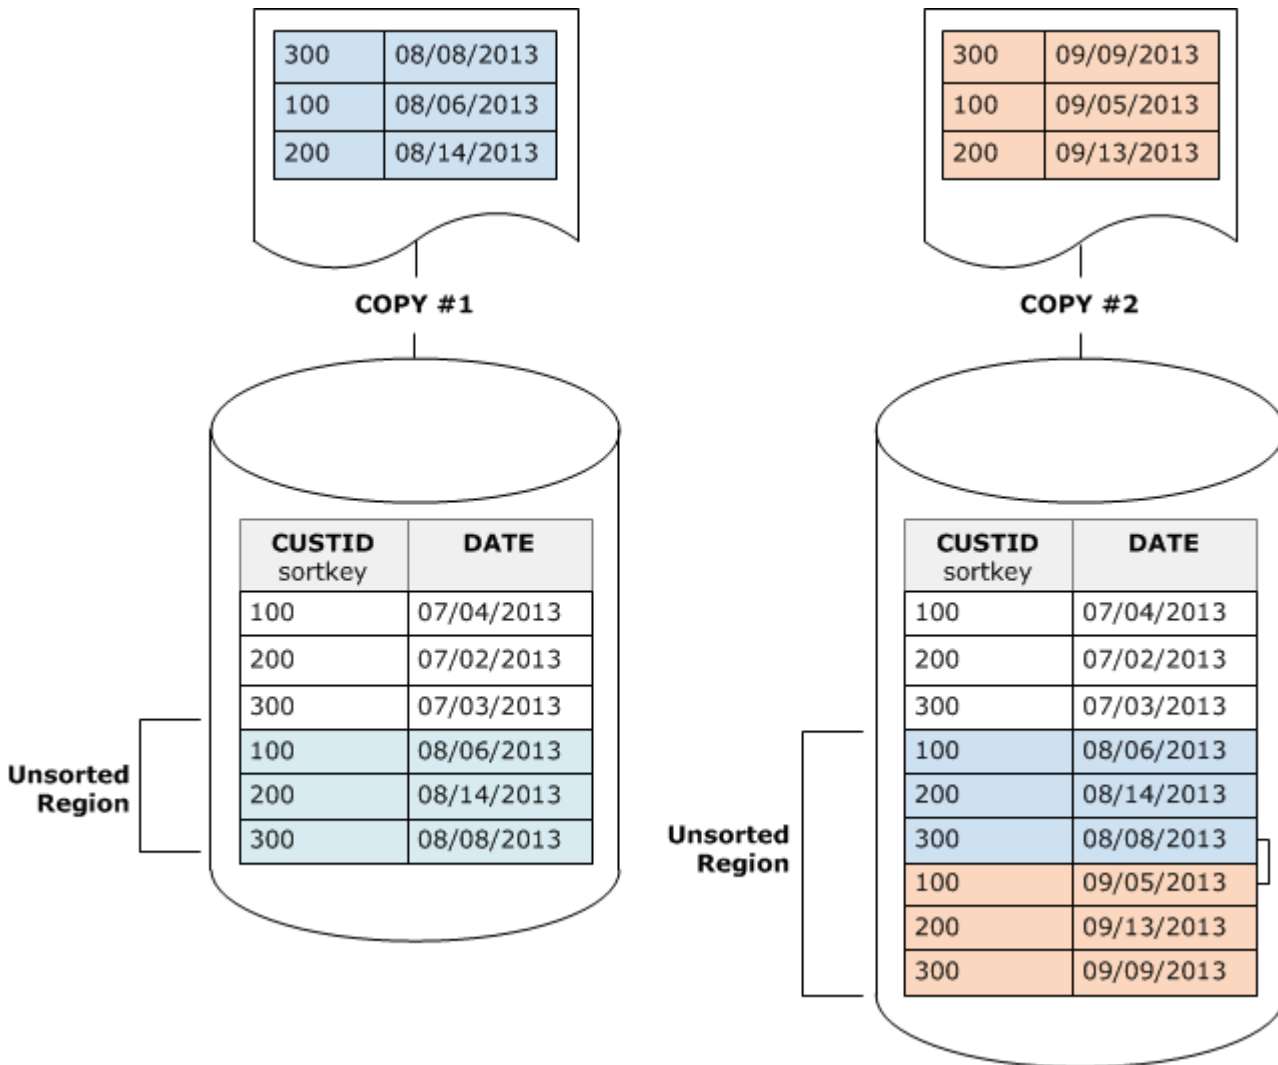 300 08/08/2013
100 08/06/2013
200 08/14/2013
COPY #1
CUSTID DATE
sortkey
100 07/04/2013
200 07/02/2013
300 07/03/2013
100 08/06/2013
200 08/14/2013
300 08/08/2013
Unsorted
Region
300 09/09/2013
100 09/05/2013
200 09/13/2013
COPY #2
CUSTID DATE
sortkey
100 07/04/2013
200 07/02/2013
300 07/03/2013
100 08/06/2013
200 08/14/2013
300 08/08/2013
100 09/05/2013
200 09/13/2013
300 09/09/2013
Unsorted
Region